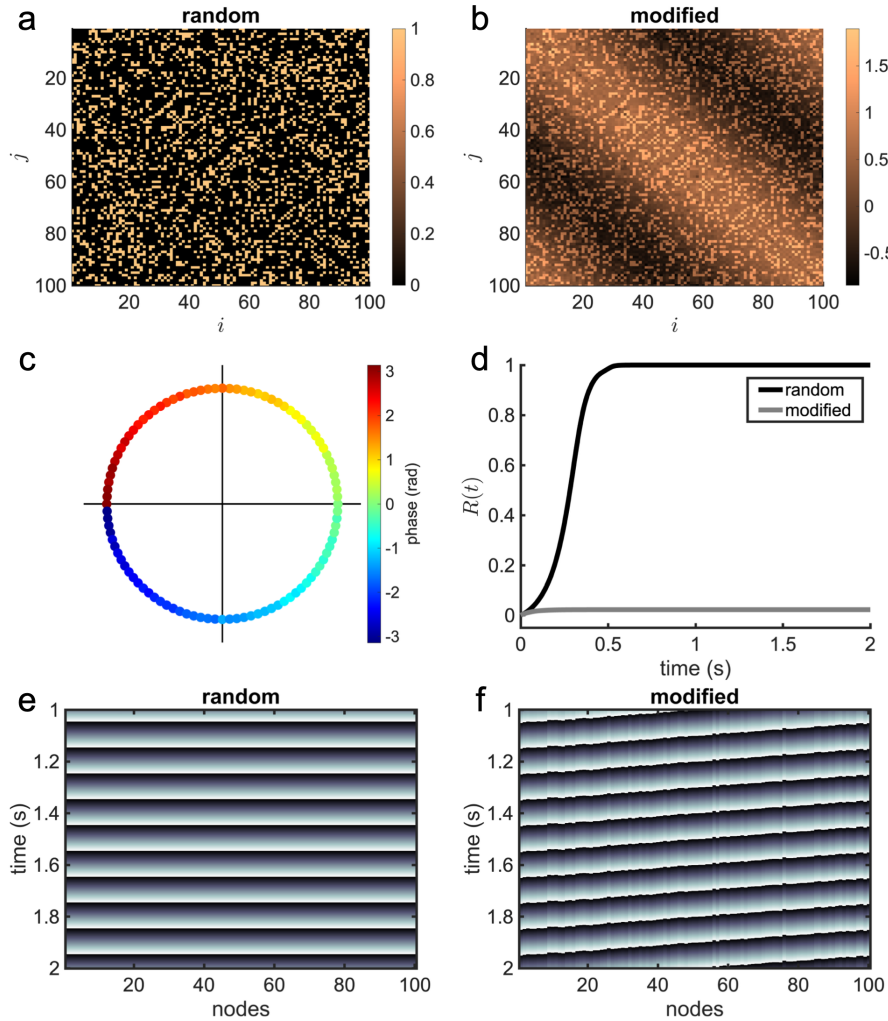 a
random
20
40
60
80
100
j
20 40 60 80 100
i
1
0.8
0.6
0.4
0.2
0
b
modified
20
40
60
80
100
j
20 40 60 80 100
i
1.5
1
0.5
0
-0.5
c
3
2
1
0
-1
-2
-3
phase (rad)
d
1
0.8
0.6
0.4
0.2
0
R(t)
random
modified
0 0.5 1 1.5 2
time (s)
e
random
1
1.2
1.4
1.6
1.8
2
time (s)
20 40 60 80 100
nodes
f
modified
1
1.2
1.4
1.6
1.8
2
time (s)
20 40 60 80 100
nodes